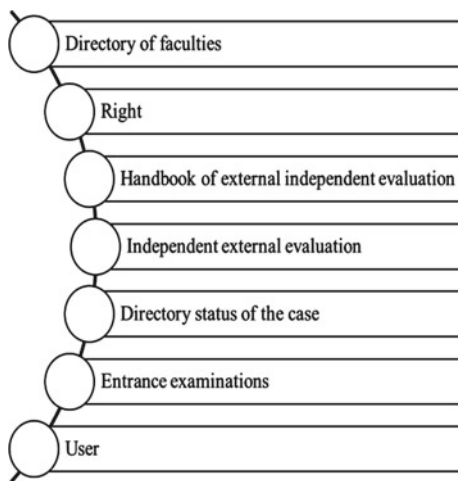 Directory of faculties
Right
Handbook of external independent evaluation
Independent external evaluation
Directory status of the case
Entrance examinations
User